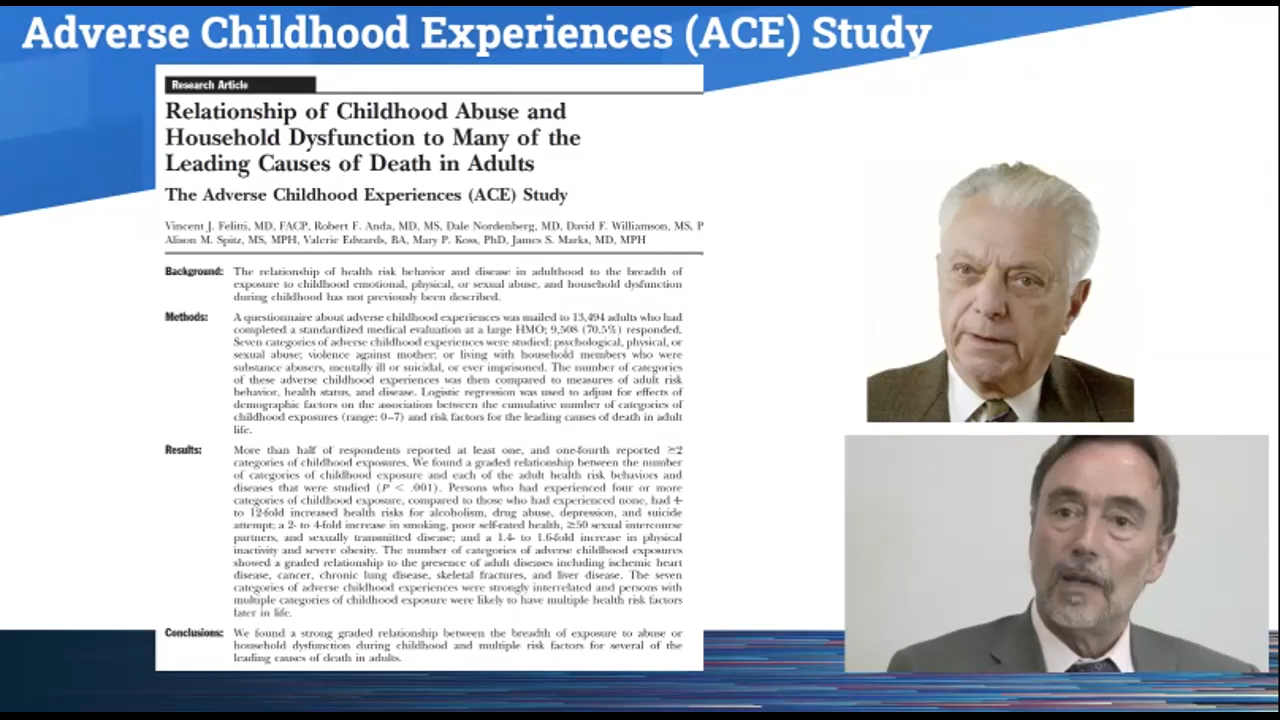 Adverse Childhood Experiences (ACE) Study
Research Article
Relationship of Childhood Abuse and
Household Dysfunction to Many of the
Leading Causes of Death in Adults
The Adverse Childhood Experiences (ACE) Study
Vincent J. Felitti, MD, FACP, Robert F. Anda, MD, MS, Dale Nordenberg, MD, David F. Williamson, MS, P
Alison M. Spitz, MS, MPH, Valerie Edwards, BA, Mary P. Koss, PhD, James S. Marks, MD, MPH
Background: The relationship of health risk behavior and disease in adulthood to the breadth of
exposure to childhood emotional, physical, or sexual abuse, and household dysfunction
during childhood has not previously been described.
Methods: A questionnaire about adverse childhood experiences was mailed to 13,494 adults who had
completed a standardized medical evaluation at a large HMO; 9,508 (70.5%) responded.
Seven categories of adverse childhood experiences were studied: psychological, physical, or
sexual abuse; violence against mother; or living with household members who were
substance abusers, mentally ill or suicidal, or ever imprisoned. The number of categories
of these adverse childhood experiences was then compared to measures of adult risk
behavior, health status, and disease. Logistic regression was used to adjust for effects of
demographic factors on the association between the cumulative number of categories of
childhood exposures (range: 0–7) and risk factors for the leading causes of death in adult
life.
Results: More than half of respondents reported at least one, and one-fourth reported ≥2
categories of childhood exposures. We found a graded relationship between the number
of categories of childhood exposure and each of the adult health risk behaviors and
diseases that were studied (P < .001). Persons who had experienced four or more
categories of childhood exposure, compared to those who had experienced none, had 4-
to 12-fold increased health risks for alcoholism, drug abuse, depression, and suicide
attempt; a 2- to 4-fold increase in smoking, poor self-rated health, ≥50 sexual intercourse
partners, and sexually transmitted disease; and a 1.4- to 1.6-fold increase in physical
inactivity and severe obesity. The number of categories of adverse childhood exposures
showed a graded relationship to the presence of adult diseases including ischemic heart
disease, cancer, chronic lung disease, skeletal fractures, and liver disease. The seven
categories of adverse childhood experiences were strongly interrelated and persons with
multiple categories of childhood exposure were likely to have multiple health risk factors
later in life.
Conclusions: We found a strong graded relationship between the breadth of exposure to abuse or
household dysfunction during childhood and multiple risk factors for several of the
leading causes of death in adults.